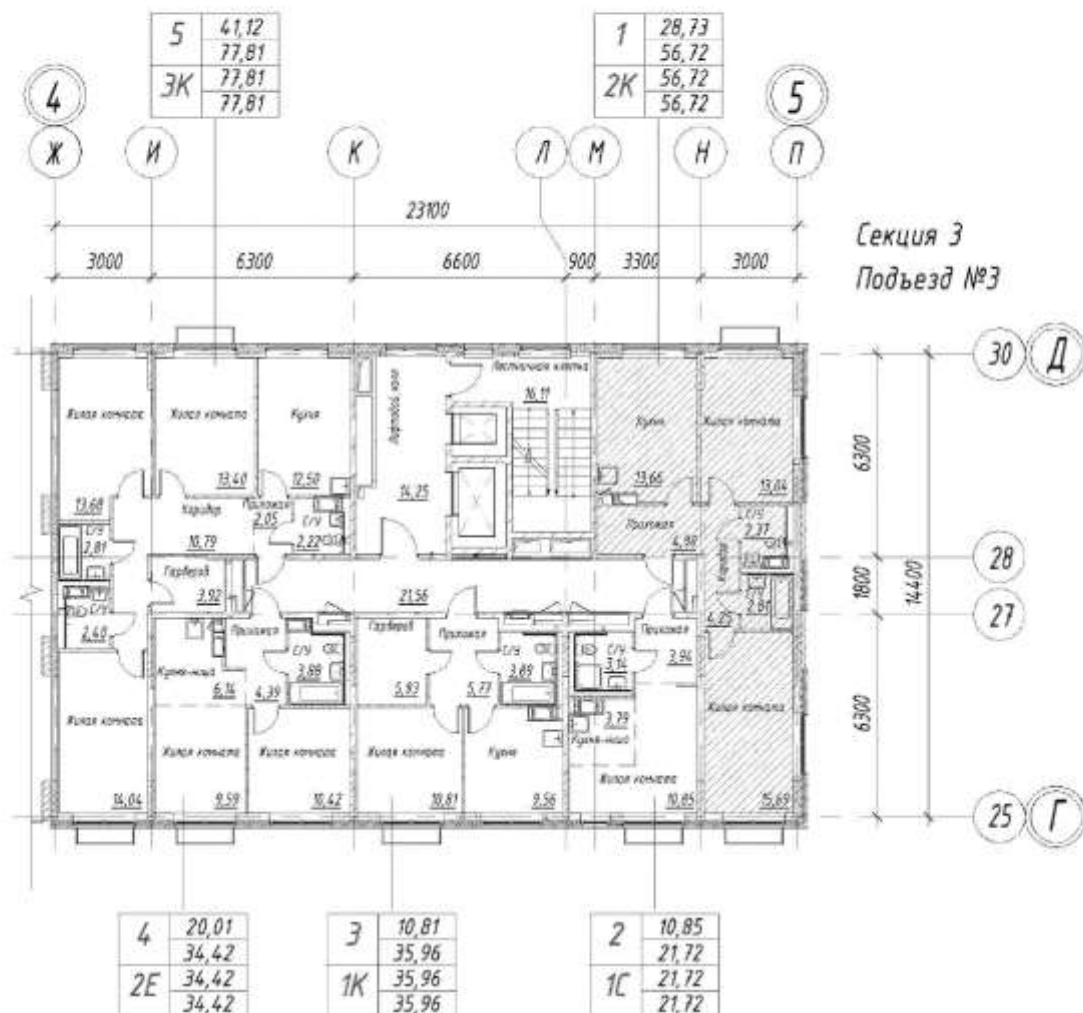 5 41,12
77,81
3К 77,81
77,81
1 28,73
56,72
2К 56,72
56,72
4 5
Ж И К Л М Н П
23100
3000 6300 6600 900 3300 3000
Секция 3
Подъезд №3
30 Д
6300
28
1800
27
14400
6300
25 Г
Лестничная клетка
16,11
Лифтовой холл
14,25
Жилая комната
13,68
Жилая комната
13,40
Кухня
12,50
Кухня
13,66
Жилая комната
13,04
Коридор
10,79
Прихожая
2,05
С/У
2,22
С/У
2,81
Гардероб
3,92
С/У
2,40
21,56
Прихожая
4,98
Коридор
4,25
С/У
2,37
С/У
2,81
Кухня-ниша
6,14
Прихожая
4,39
С/У
3,88
Гардероб
5,83
Прихожая
5,77
С/У
3,89
С/У
3,14
Прихожая
3,94
3,79
Кухня-ниша
Жилая комната
14,04
Жилая комната
9,59
Жилая комната
10,42
Жилая комната
10,81
Кухня
9,56
Жилая комната
10,85
Жилая комната
15,69
4 20,01
34,42
2Е 34,42
34,42
3 10,81
35,96
1К 35,96
35,96
2 10,85
21,72
1С 21,72
21,72